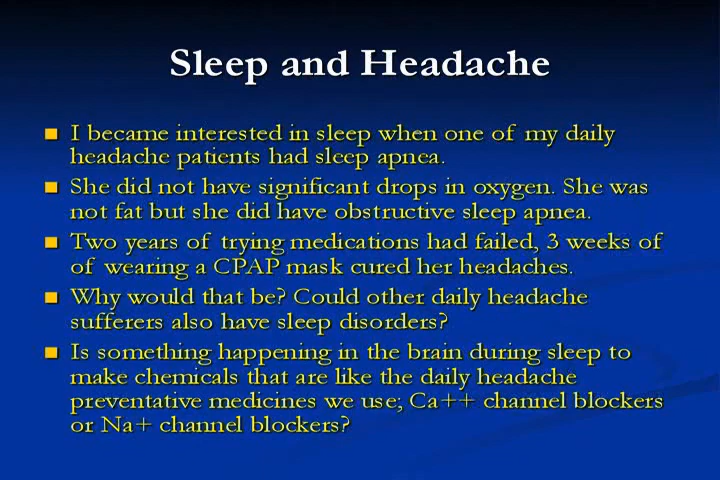 Sleep and Headache
I became interested in sleep when one of my daily
headache patients had sleep apnea.
She did not have significant drops in oxygen. She was
not fat but she did have obstructive sleep apnea.
Two years of trying medications had failed, 3 weeks of
of wearing a CPAP mask cured her headaches.
Why would that be? Could other daily headache
sufferers also have sleep disorders?
Is something happening in the brain during sleep to
make chemicals that are like the daily headache
preventative medicines we use; Ca++ channel blockers
or Na+ channel blockers?